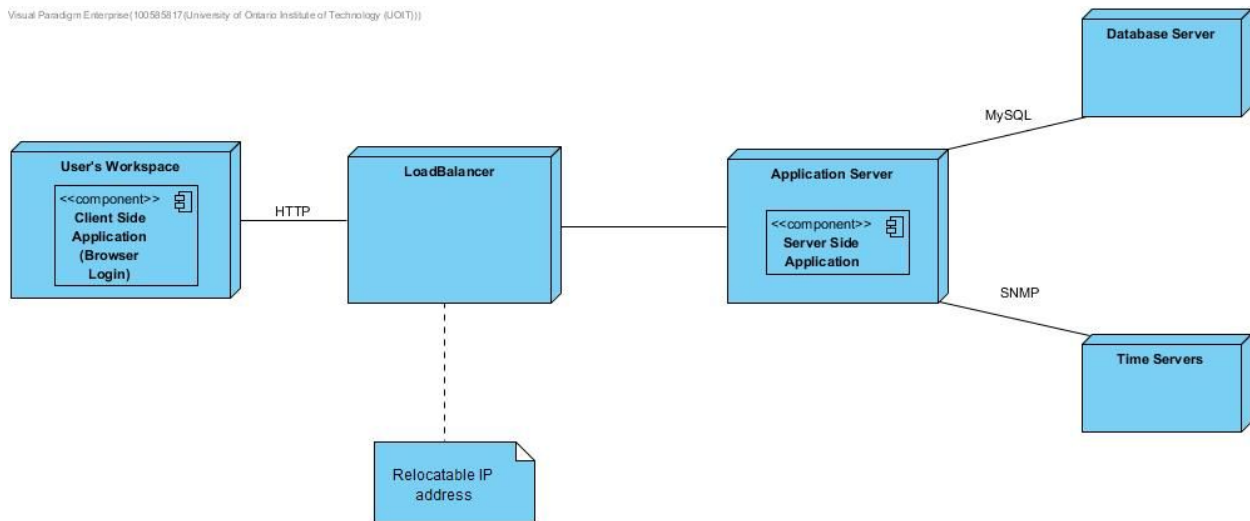 Visual Paradigm Enterprise(100585817(University of Ontario Institute of Technology (UOIT)))
Database Server
MySQL
User's Workspace
<<component>>
Client Side
Application
(Browser
Login)
HTTP
LoadBalancer
Application Server
<<component>>
Server Side
Application
SNMP
Time Servers
Relocatable IP
address